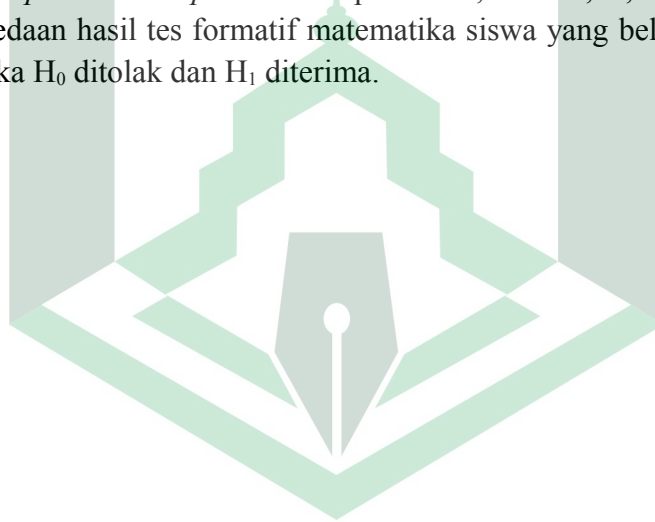 edaan hasil tes formatif matematika siswa yang bel
ka H₀ ditolak dan H₁ diterima.